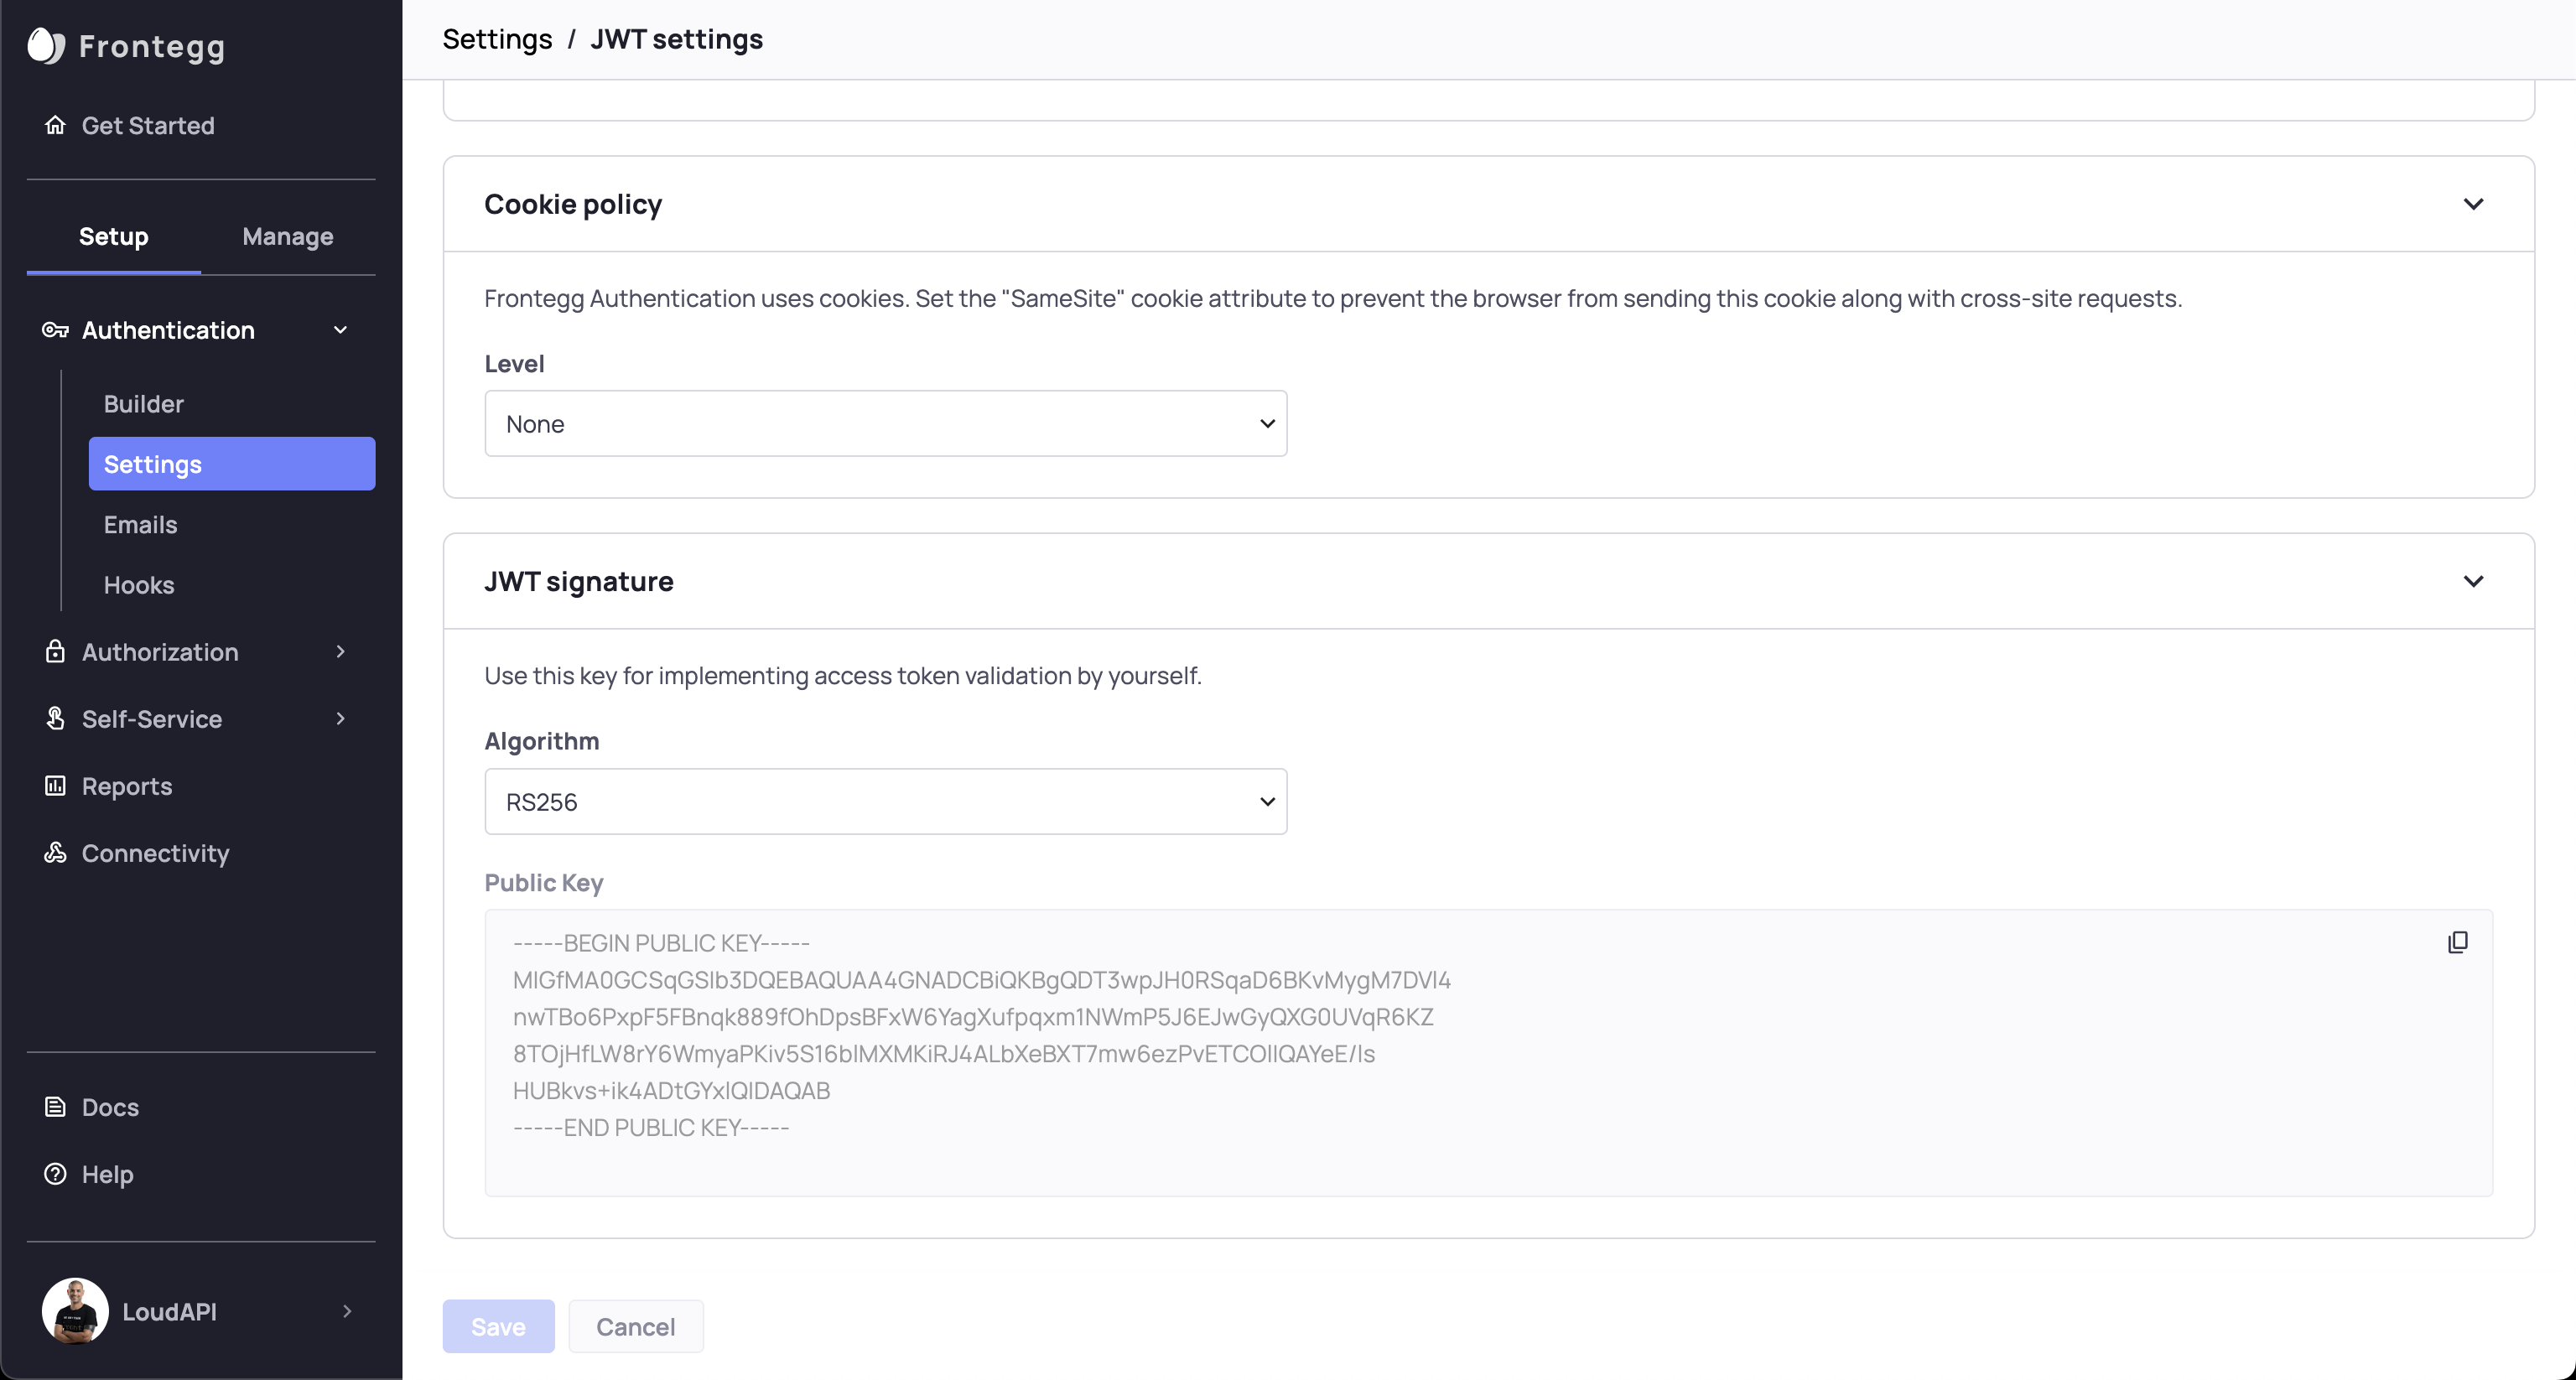 Frontegg
Settings / JWT settings
Get Started
Setup
Manage
Authentication
Builder
Settings
Emails
Hooks
Authorization
Self-Service
Reports
Connectivity
Docs
Help
LoudAPI
Cookie policy
Frontegg Authentication uses cookies. Set the "SameSite" cookie attribute to prevent the browser from sending this cookie along with cross-site requests.
Level
None
JWT signature
Use this key for implementing access token validation by yourself.
Algorithm
RS256
Public Key
-----BEGIN PUBLIC KEY-----
MIGfMA0GCSqGSIb3DQEBAQUAA4GNADCBiQKBgQDT3wpJH0RSqaD6BKvMygM7DVl4
nwTBo6PxpF5FBnqk889fOhDpsBFxW6YagXufpqxm1NWmP5J6EJwGyQXG0UVqR6KZ
8TOjHfLW8rY6WmyaPKiv5S16blMXMKiRJ4ALbXeBXT7mw6ezPvETCOlIQAYeE/ls
HUBkvs+ik4ADtGYxlQIDAQAB
-----END PUBLIC KEY-----
Save
Cancel